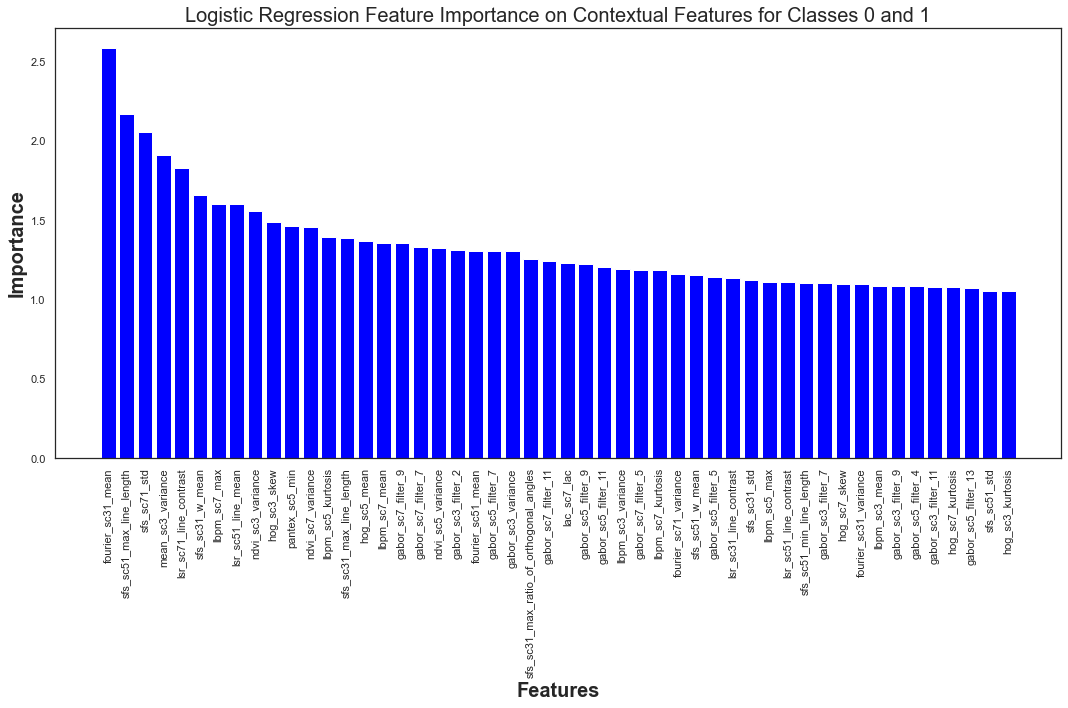 Logistic Regression Feature Importance on Contextual Features for Classes 0 and 1
Importance
2.5
2.0
1.5
1.0
0.5
0.0
fourier_sc31_mean
sfs_sc51_max_line_length
sfs_sc71_std
mean_sc3_variance
lsr_sc71_line_contrast
sfs_sc31_w_mean
lbpm_sc7_max
lsr_sc51_line_mean
ndvi_sc3_variance
hog_sc3_skew
pantex_sc5_min
ndvi_sc7_variance
lbpm_sc5_kurtosis
sfs_sc31_max_line_length
hog_sc5_mean
lbpm_sc7_mean
gabor_sc7_filter_9
gabor_sc7_filter_7
ndvi_sc5_variance
gabor_sc3_filter_2
fourier_sc51_mean
gabor_sc5_filter_7
gabor_sc3_variance
sfs_sc31_max_ratio_of_orthogonal_angles
gabor_sc7_filter_11
lac_sc7_lac
gabor_sc5_filter_9
gabor_sc5_filter_11
lbpm_sc3_variance
gabor_sc7_filter_5
lbpm_sc7_kurtosis
fourier_sc71_variance
sfs_sc51_w_mean
gabor_sc5_filter_5
lsr_sc31_line_contrast
sfs_sc31_std
lbpm_sc5_max
lsr_sc51_line_contrast
sfs_sc51_min_line_length
gabor_sc3_filter_7
hog_sc7_skew
fourier_sc31_variance
lbpm_sc3_mean
gabor_sc3_filter_9
gabor_sc5_filter_4
gabor_sc3_filter_11
hog_sc7_kurtosis
gabor_sc5_filter_13
sfs_sc51_std
hog_sc3_kurtosis
Features